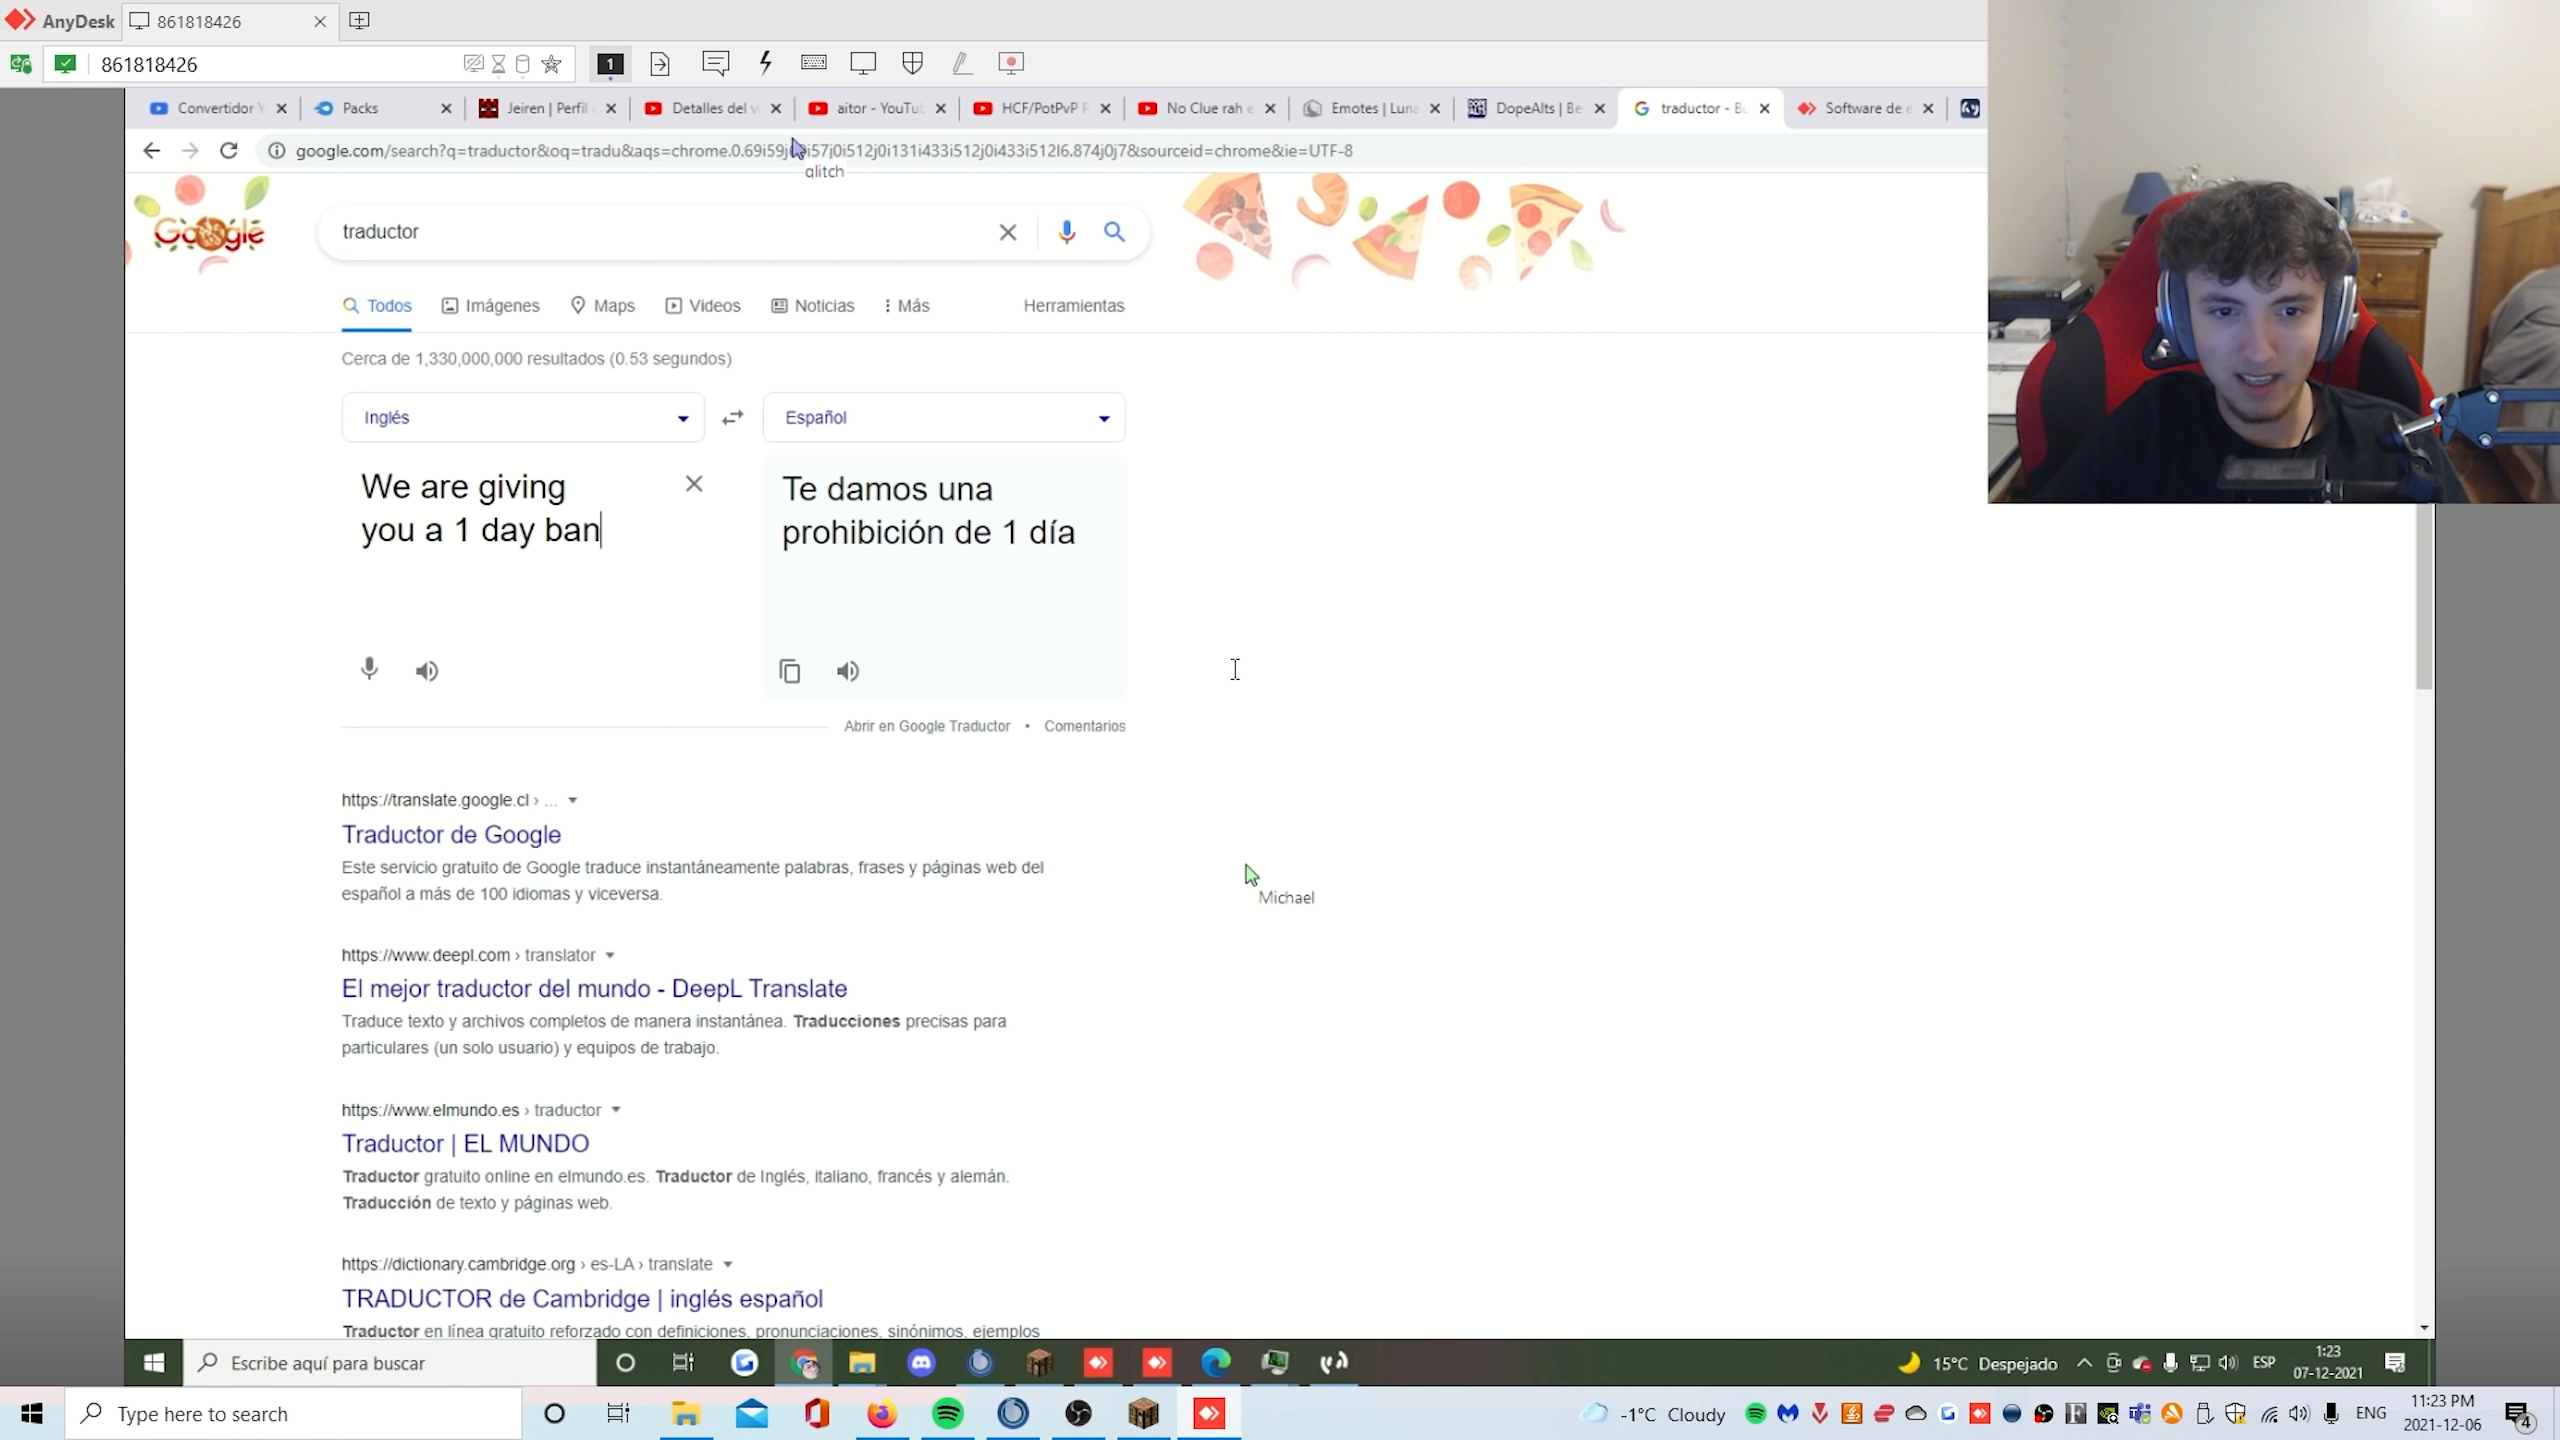 AnyDesk
861818426
861818426
1
Convertidor Y
Packs
Jeiren | Perfil
Detalles del vi
aitor - YouTub
HCF/PotPvP P
No Clue rah e
Emotes | Luna
DopeAlts | Be
traductor - Bu
Software de e
google.com/search?q=traductor&oq=tradu&aqs=chrome.0.69i59j0i57j0i512j0i131i433i512j0i433i512l6.874j0j7&sourceid=chrome&ie=UTF-8
glitch
Google
traductor
Todos
Imágenes
Maps
Videos
Noticias
Más
Herramientas
Cerca de 1,330,000,000 resultados (0.53 segundos)
Inglés
Español
We are giving
you a 1 day ban
Te damos una
prohibición de 1 día
Abrir en Google Traductor • Comentarios
https://translate.google.cl › ...
Traductor de Google
Este servicio gratuito de Google traduce instantáneamente palabras, frases y páginas web del
español a más de 100 idiomas y viceversa.
Michael
https://www.deepl.com › translator
El mejor traductor del mundo - DeepL Translate
Traduce texto y archivos completos de manera instantánea. Traducciones precisas para
particulares (un solo usuario) y equipos de trabajo.
https://www.elmundo.es › traductor
Traductor | EL MUNDO
Traductor gratuito online en elmundo.es. Traductor de Inglés, italiano, francés y alemán.
Traducción de texto y páginas web.
https://dictionary.cambridge.org › es-LA › translate
TRADUCTOR de Cambridge | inglés español
Traductor en línea gratuito reforzado con definiciones, pronunciaciones, sinónimos, ejemplos
Escribe aquí para buscar
15°C Despejado
ESP
1:23
07-12-2021
Type here to search
-1°C Cloudy
ENG
11:23 PM
2021-12-06
4